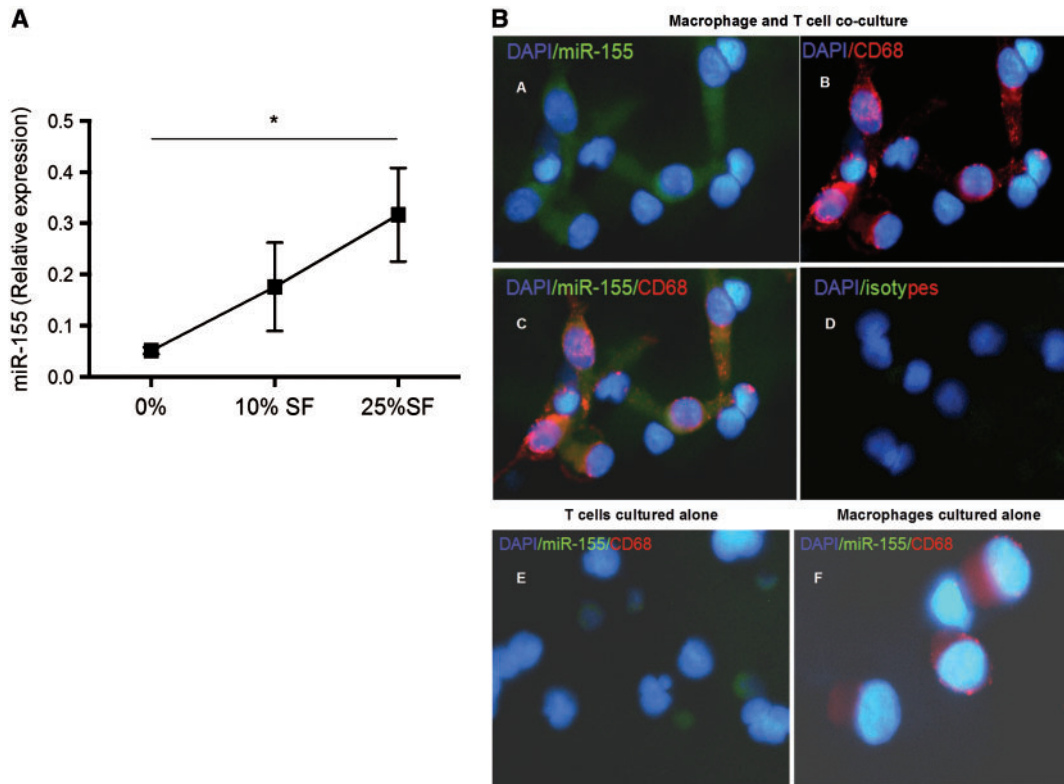 A
miR-155 (Relative expression)
0.5
0.4
0.3
0.2
0.1
0.0
*
0%
10% SF
25%SF
B
Macrophage and T cell co-culture
DAPI/miR-155
A
DAPI/CD68
B
DAPI/miR-155/CD68
C
DAPI/isotypes
D
T cells cultured alone
DAPI/miR-155/CD68
E
Macrophages cultured alone
DAPI/miR-155/CD68
F